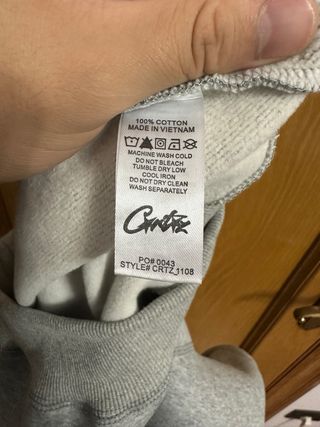 100% COTTON
MADE IN VIETNAM
MACHINE WASH COLD
DO NOT BLEACH
TUMBLE DRY LOW
COOL IRON
DO NOT DRY CLEAN
WASH SEPARATELY
Crtz
PO# 0043
STYLE# CRTZ_1108